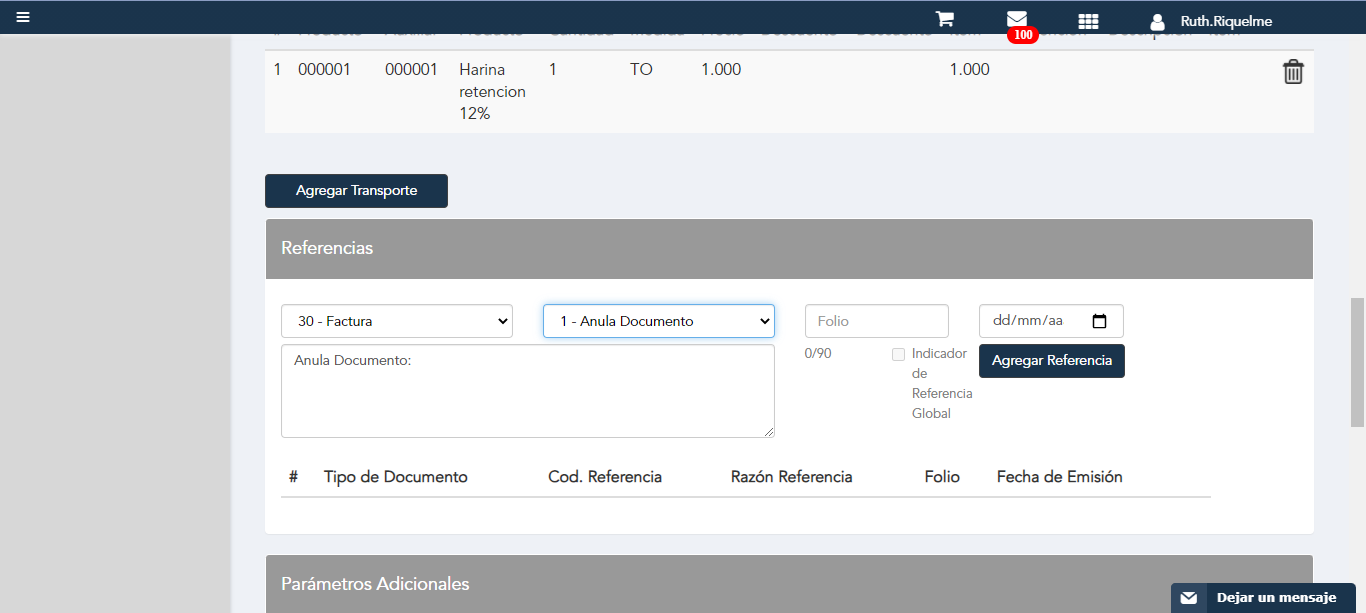 Ruth.Riquelme
100
1 000001 000001 Harina 1 TO 1.000 1.000
retencion
12%
Agregar Transporte
Referencias
30 - Factura 1 - Anula Documento Folio dd/mm/aa
Anula Documento: 0/90 Indicador Agregar Referencia
de
Referencia
Global
# Tipo de Documento Cod. Referencia Razón Referencia Folio Fecha de Emisión
Parámetros Adicionales
Dejar un mensaje